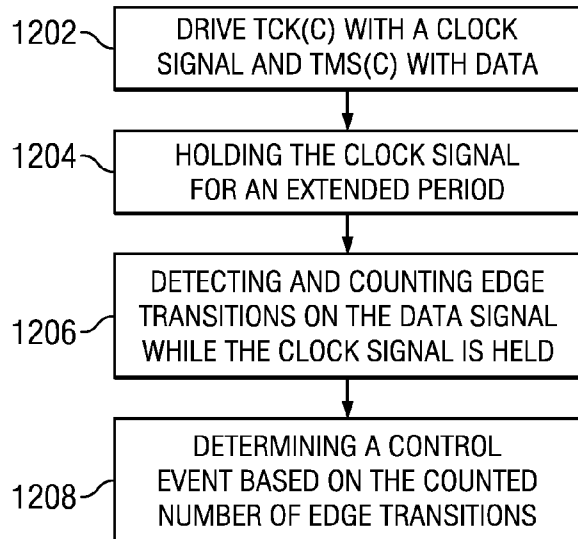 1202
DRIVE TCK(C) WITH A CLOCK
SIGNAL AND TMS(C) WITH DATA
1204
HOLDING THE CLOCK SIGNAL
FOR AN EXTENDED PERIOD
1206
DETECTING AND COUNTING EDGE
TRANSITIONS ON THE DATA SIGNAL
WHILE THE CLOCK SIGNAL IS HELD
1208
DETERMINING A CONTROL
EVENT BASED ON THE COUNTED
NUMBER OF EDGE TRANSITIONS